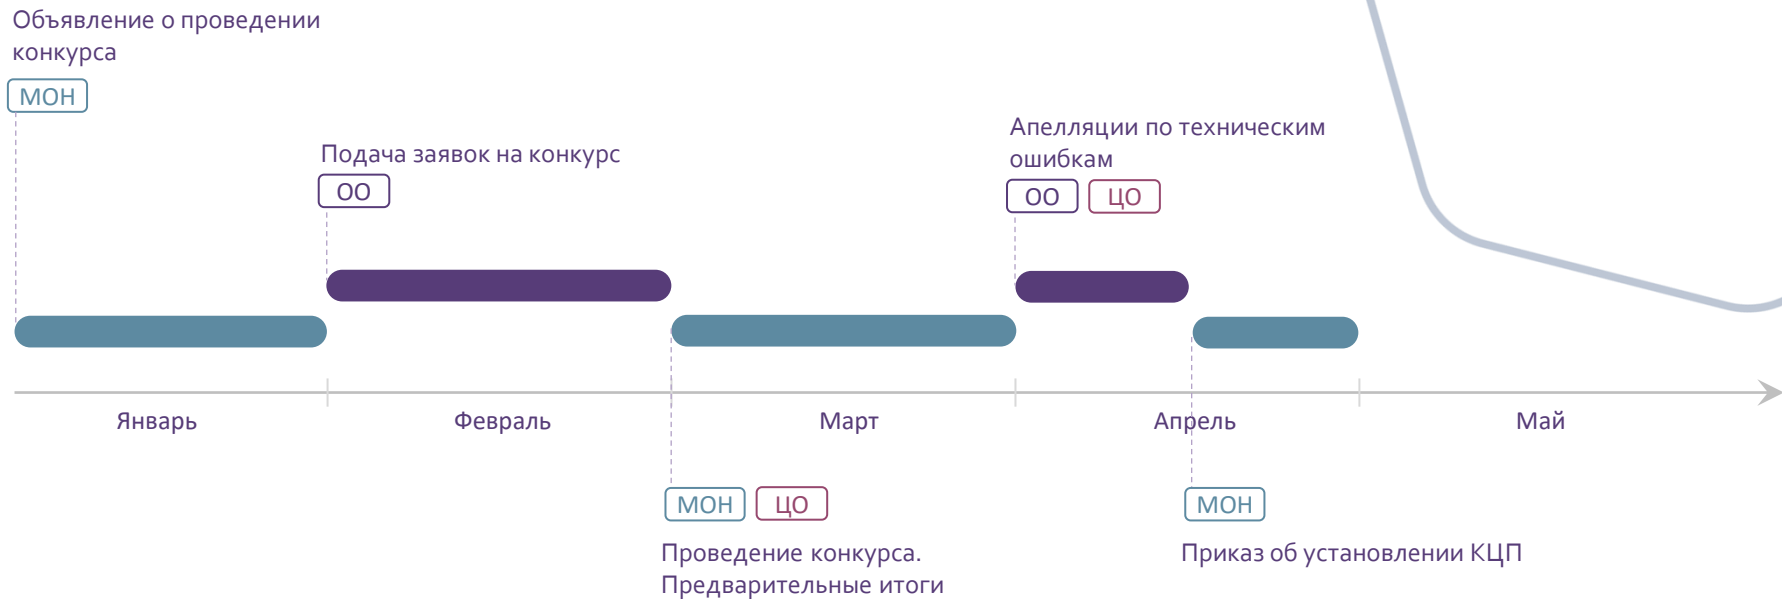 Объявление о проведении
конкурса
МОН
Подача заявок на конкурс
ОО
Апелляции по техническим
ошибкам
ОО ЦО
Январь Февраль Март Апрель Май
МОН ЦО
Проведение конкурса.
Предварительные итоги
МОН
Приказ об установлении КЦП